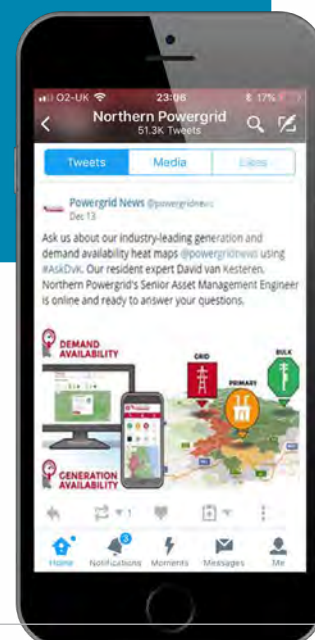 O2-UK 23:06 17%
Northern Powergrid
51.3K Tweets
Tweets Media Likes
Powergrid News @powergridnews
Dec 13
Ask us about our industry-leading generation and
demand availability heat maps @powergridnews using
#AskDvK. Our resident expert David van Kesteren,
Northern Powergrid's Senior Asset Management Engineer
is online and ready to answer your questions.
DEMAND
AVAILABILITY
GRID
PRIMARY
BULK
GENERATION
AVAILABILITY
1
3
Home Notifications Moments Messages Me